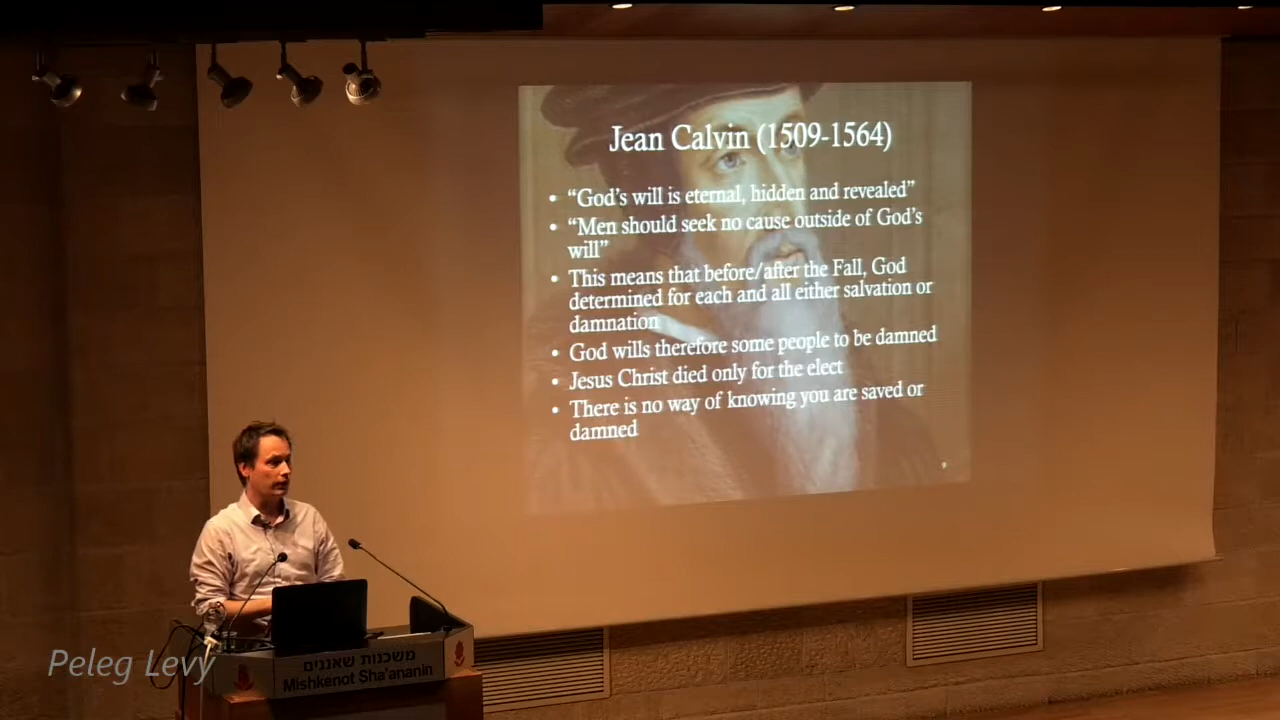 Jean Calvin (1509-1564)
• “God’s will is eternal, hidden and revealed”
• “Men should seek no cause outside of God’s
will”
• This means that before/after the Fall, God
determined for each and all either salvation or
damnation
• God wills therefore some people to be damned
• Jesus Christ died only for the elect
• There is no way of knowing you are saved or
damned
משכנות שאננים
Mishkenot Sha'ananin
Peleg Levy